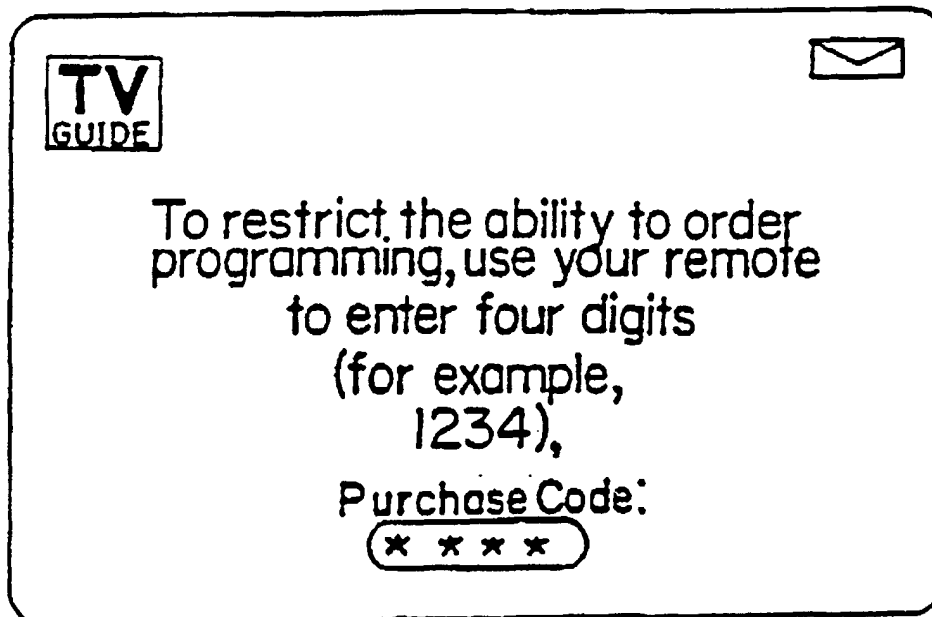 TV
GUIDE
To restrict the ability to order
programming, use your remote
to enter four digits
(for example,
1234),
Purchase Code:
* * * *